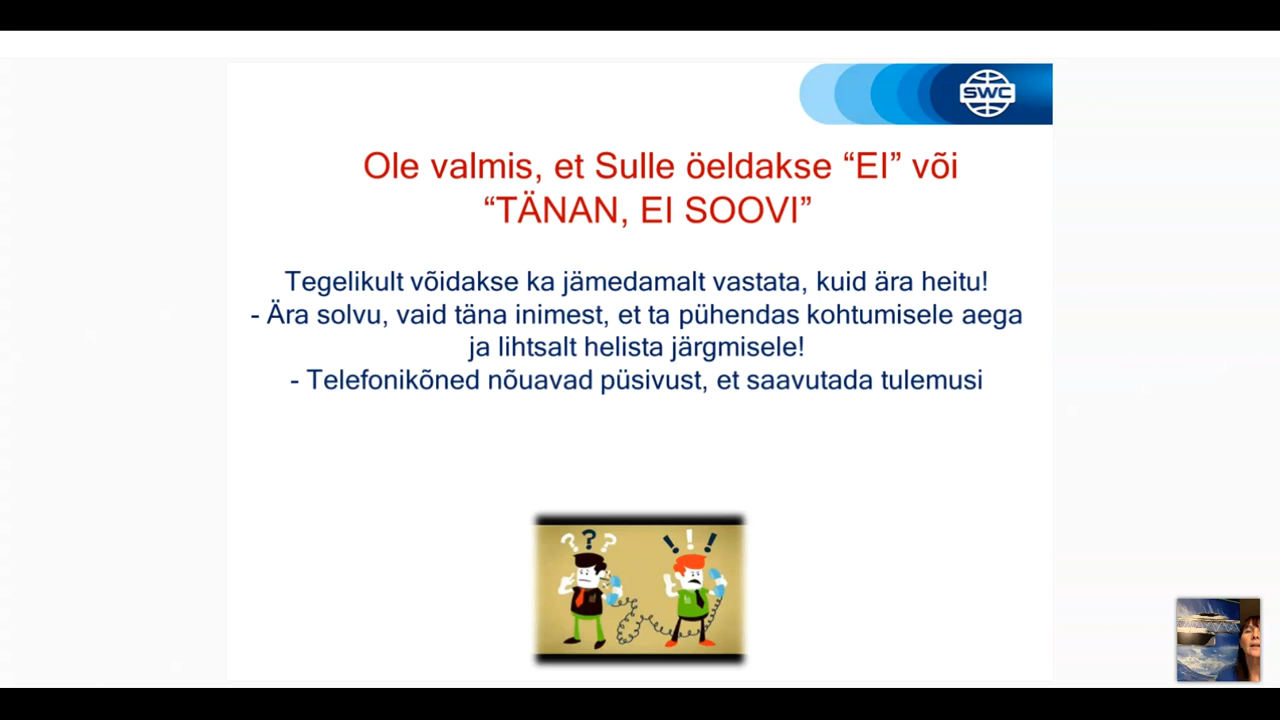 SWC
Ole valmis, et Sulle öeldakse “EI” või
“TÄNAN, EI SOOVI”
Tegelikult võidakse ka jämedamalt vastata, kuid ära heitu!
- Ära solvu, vaid täna inimest, et ta pühendas kohtumisele aega
ja lihtsalt helista järgmisele!
- Telefonikõned nõuavad püsivust, et saavutada tulemusi
???
!!!